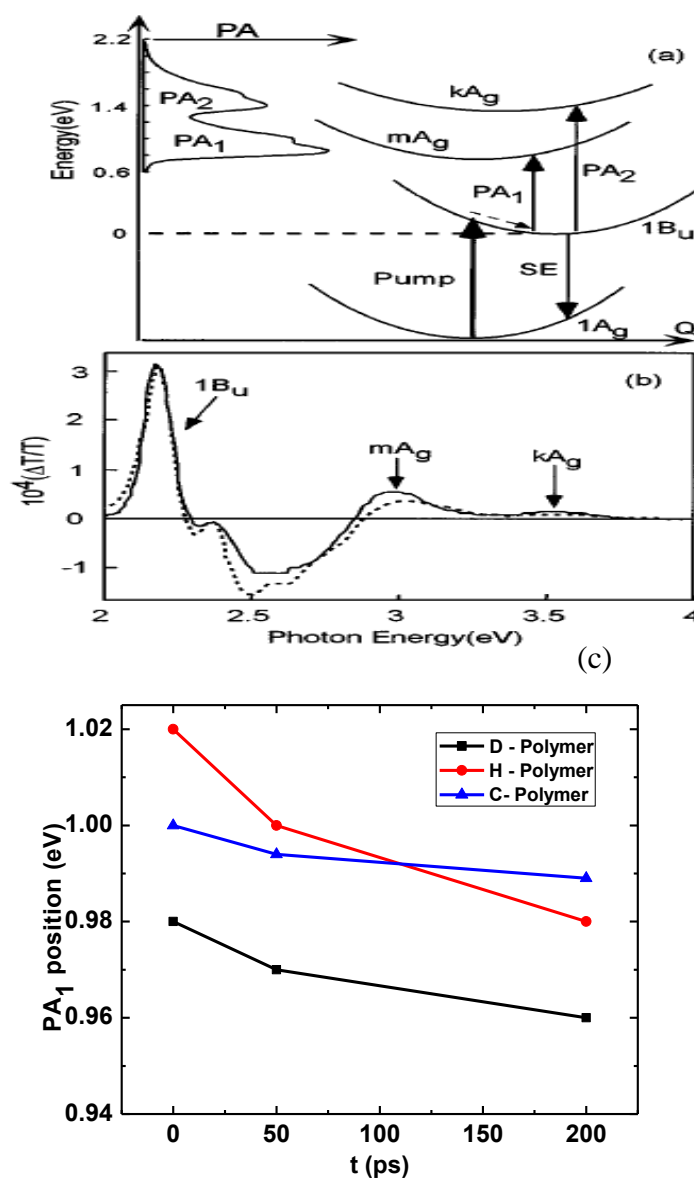 PA
(a)
2.2
1.4
0.6
0
Energy(eV)
PA2
PA1
kAg
mAg
PA1
PA2
1Bu
Pump
SE
1Ag
Q
(b)
1Bu
mAg
kAg
10^4(ΔT/T)
3
2
1
0
-1
2
2.5
3
3.5
4
Photon Energy(eV)
(c)
1.02
1.00
0.98
0.96
0.94
PA1 position (eV)
D - Polymer
H - Polymer
C- Polymer
0
50
100
150
200
t (ps)